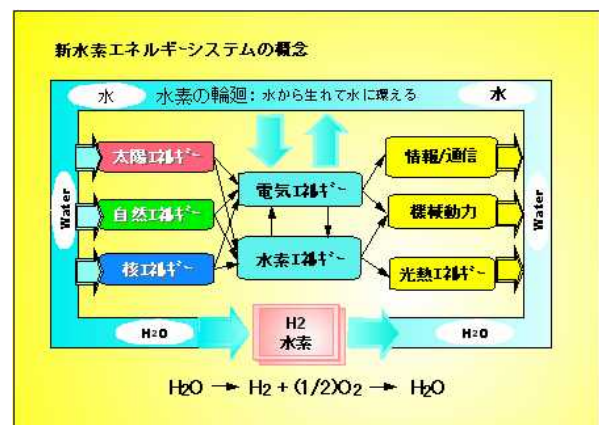 新水素エネルギーシステムの概念
水 水素の輪廻: 水から生れて水に環える 水
太陽エネルギー
自然エネルギー
核エネルギー
電気エネルギー
水素エネルギー
情報/通信
機械動力
光熱エネルギー
Water
Water
H2O
H2
水素
H2O
H2O → H2 + (1/2)O2 → H2O